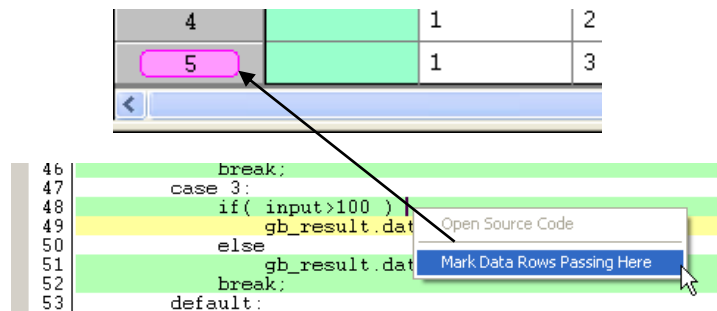 4 1 2
5 1 3
46 break;
47 case 3:
48 if( input>100 )
49 gb_result.dat
Open Source Code
50 else
51 gb_result.dat
Mark Data Rows Passing Here
52 break;
53 default: